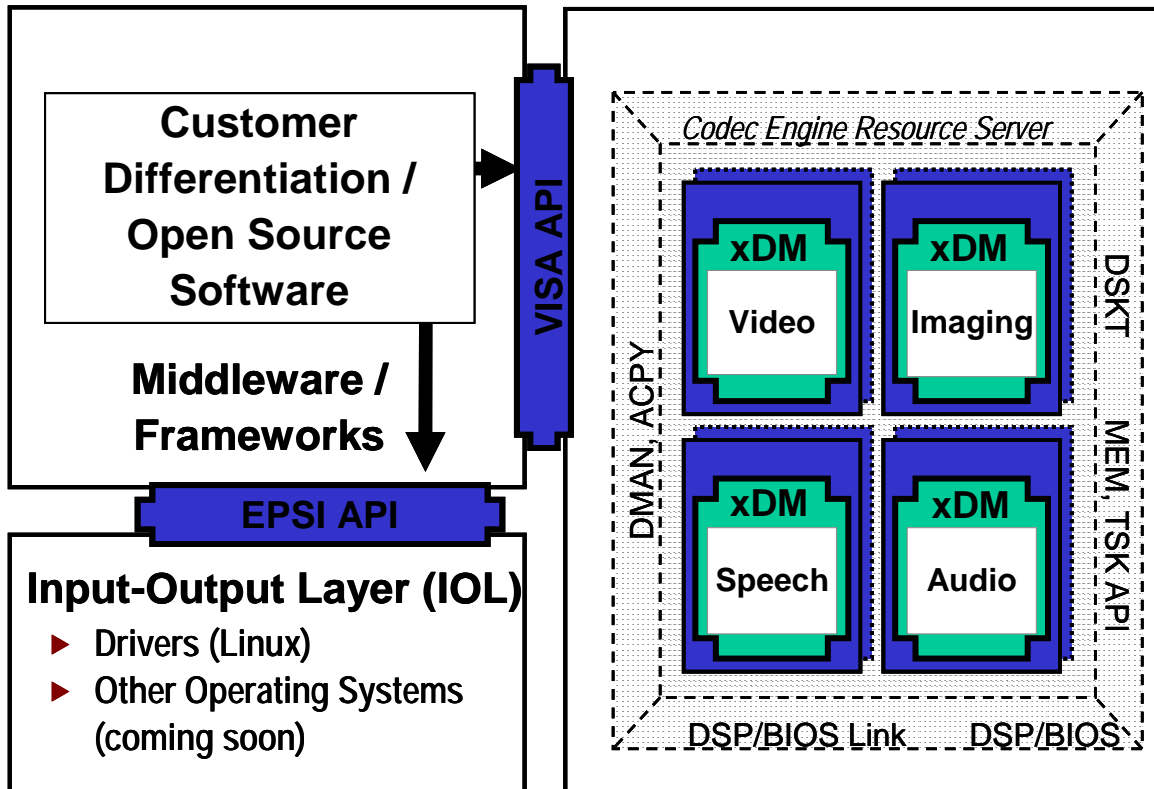 Customer
Differentiation /
Open Source
Software
Middleware /
Frameworks
VISA API
EPSI API
Input-Output Layer (IOL)
Drivers (Linux)
Other Operating Systems
(coming soon)
Codec Engine Resource Server
xDM
Video
xDM
Imaging
xDM
Speech
xDM
Audio
DMAN, ACPY
DSKT
MEM, TSK API
DSP/BIOS Link
DSP/BIOS